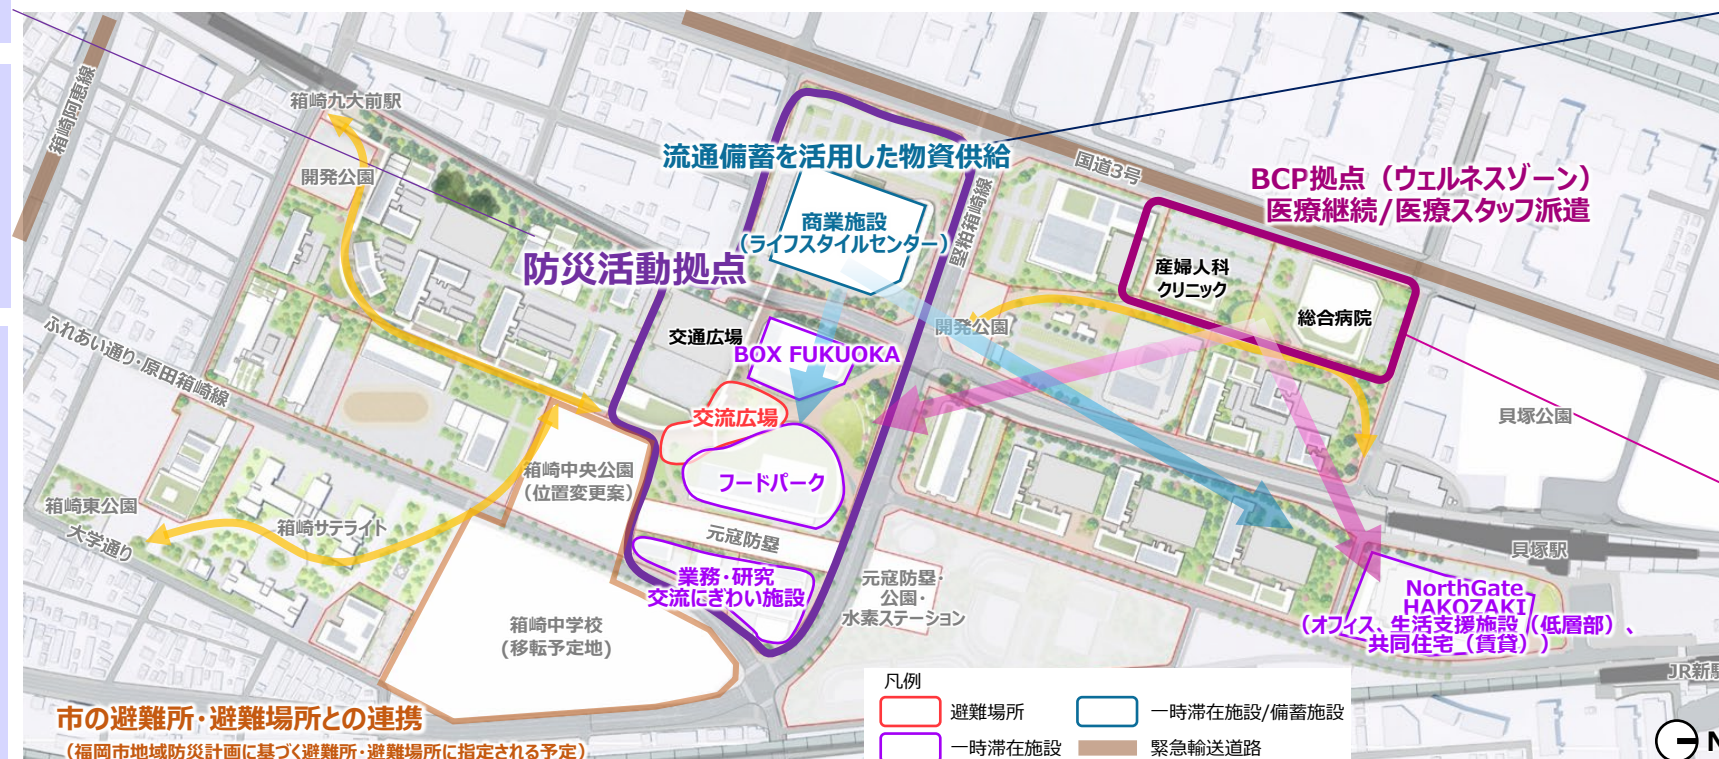 箱崎阿恵線
箱崎九大前駅
開発公園
流通備蓄を活用した物資供給
国道3号
BCP拠点（ウェルネスゾーン）
医療継続/医療スタッフ派遣
商業施設
（ライフスタイルセンター）
堅粕箱崎線
防災活動拠点
産婦人科
クリニック
総合病院
ふれあい通り・原田箱崎線
交通広場
BOX FUKUOKA
開発公園
交流広場
貝塚公園
フードパーク
箱崎中央公園
（位置変更案）
箱崎東公園
大学通り
箱崎サテライト
元寇防塁
貝塚駅
業務・研究
交流にぎわい施設
元寇防塁・
公園・
水素ステーション
NorthGate
HAKOZAKI
（オフィス、生活支援施設（低層部）、
共同住宅（賃貸））
箱崎中学校
(移転予定地)
JR新駅
凡例
避難場所
一時滞在施設/備蓄施設
一時滞在施設
緊急輸送道路
市の避難所・避難場所との連携
（福岡市地域防災計画に基づく避難所・避難場所に指定される予定）
N